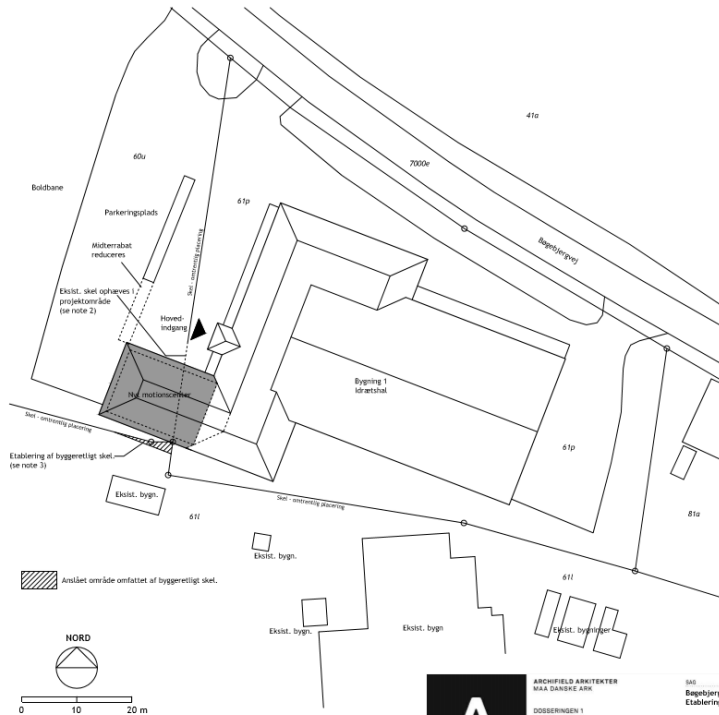 41a
60u
7000e
Boldbane
Parkeringsplads
61p
Bøgebjergvej
Midterrabat
reduceres
Skel - omtrentlig placering
Eksist. skel ophæves i
projektområde
(se note 2)
Hoved-
indgang
Nyt motionscenter
Bygning 1
Idrætshal
Skel - omtrentlig placering
61p
Etablering af byggeretligt skel.
(se note 3)
81a
Eksist. bygn.
Skel - omtrentlig placering
61l
Eksist. bygn.
61l
Anslået område omfattet af byggeretligt skel.
Eksist. bygn.
Eksist. bygn
Eksist. bygninger
NORD
0 10 20 m
ARCHIFIELD ARKITEKTER
MAA DANSKE ARK
DOSSERINGEN 1
SAG
Bøgebjerg
Etablering